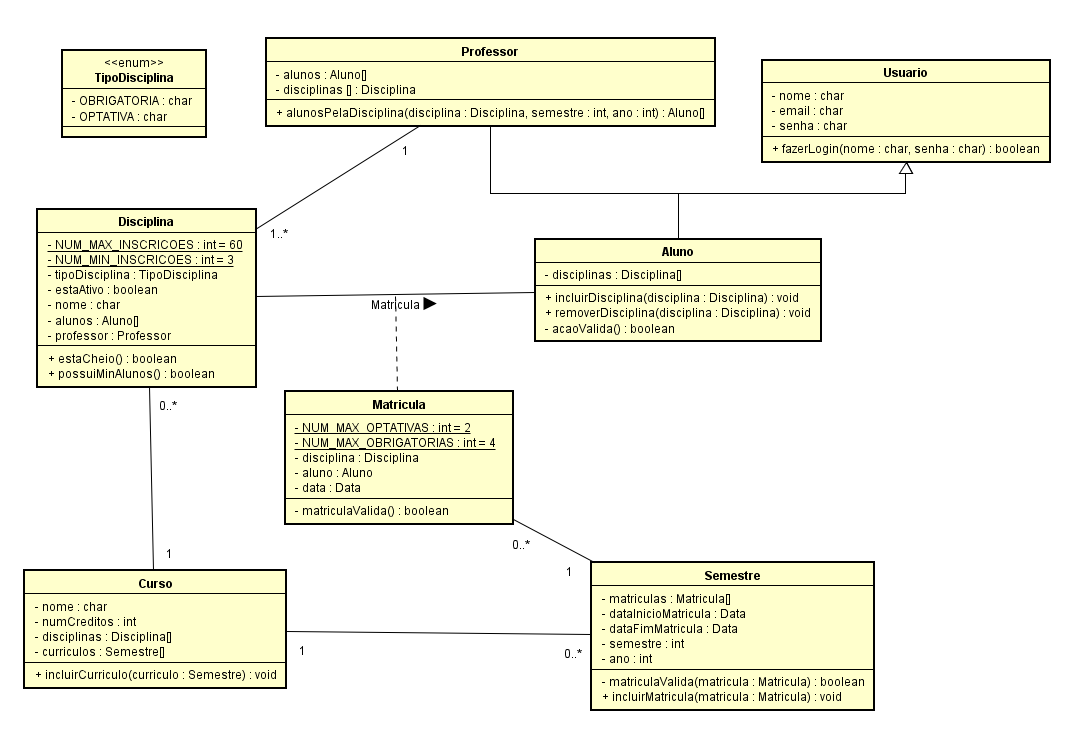 <<enum>>
TipoDisciplina
- OBRIGATORIA : char
- OPTATIVA : char
Professor
- alunos : Aluno[]
- disciplinas [] : Disciplina
+ alunosPelaDisciplina(disciplina : Disciplina, semestre : int, ano : int) : Aluno[]
Usuario
- nome : char
- email : char
- senha : char
+ fazerLogin(nome : char, senha : char) : boolean
1
1..*
Disciplina
- NUM_MAX_INSCRICOES : int = 60
- NUM_MIN_INSCRICOES : int = 3
- tipoDisciplina : TipoDisciplina
- estaAtivo : boolean
- nome : char
- alunos : Aluno[]
- professor : Professor
+ estaCheio() : boolean
+ possuiMinAlunos() : boolean
Aluno
- disciplinas : Disciplina[]
+ incluirDisciplina(disciplina : Disciplina) : void
+ removerDisciplina(disciplina : Disciplina) : void
- acaoValida() : boolean
Matricula
0..*
1
Matricula
- NUM_MAX_OPTATIVAS : int = 2
- NUM_MAX_OBRIGATORIAS : int = 4
- disciplina : Disciplina
- aluno : Aluno
- data : Data
- matriculaValida() : boolean
0..*
1
Curso
- nome : char
- numCreditos : int
- disciplinas : Disciplina[]
- curriculos : Semestre[]
+ incluirCurriculo(curriculo : Semestre) : void
1
0..*
Semestre
- matriculas : Matricula[]
- dataInicioMatricula : Data
- dataFimMatricula : Data
- semestre : int
- ano : int
- matriculaValida(matricula : Matricula) : boolean
+ incluirMatricula(matricula : Matricula) : void